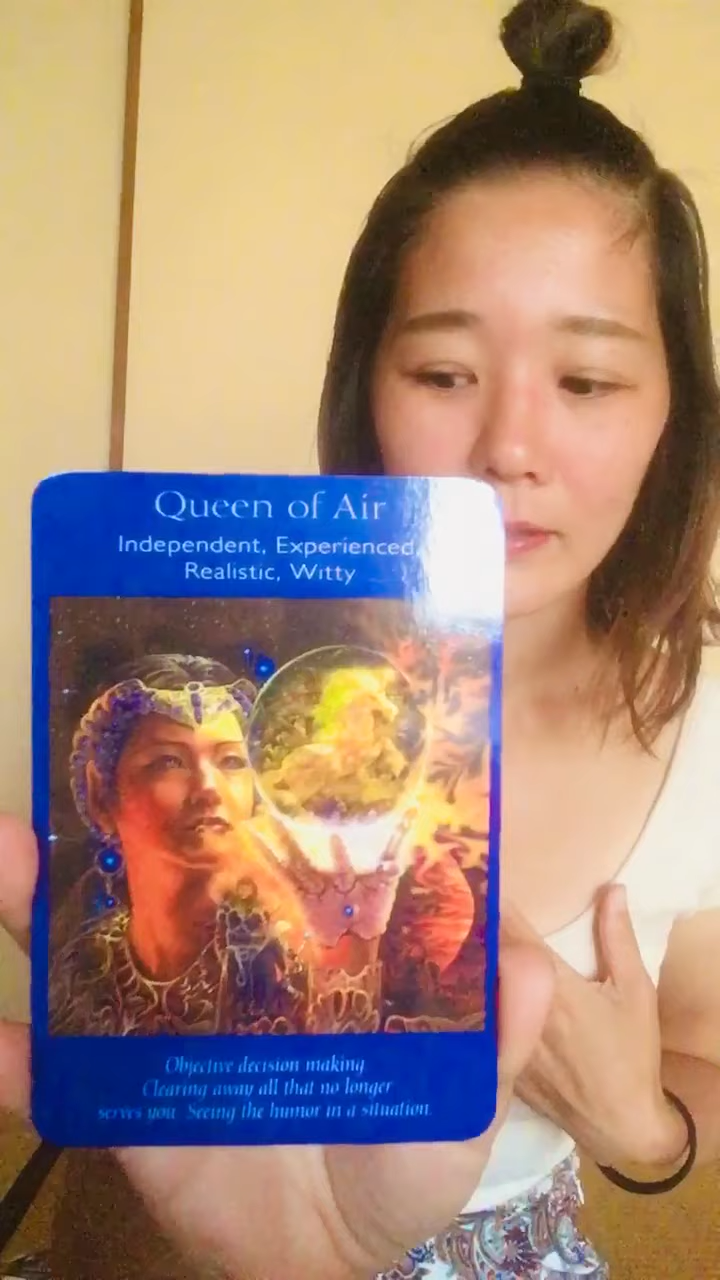 Queen of Air
Independent, Experienced,
Realistic, Witty
Objective decision making
Clearing away all that no longer
serves you. Seeing the humor in a situation.